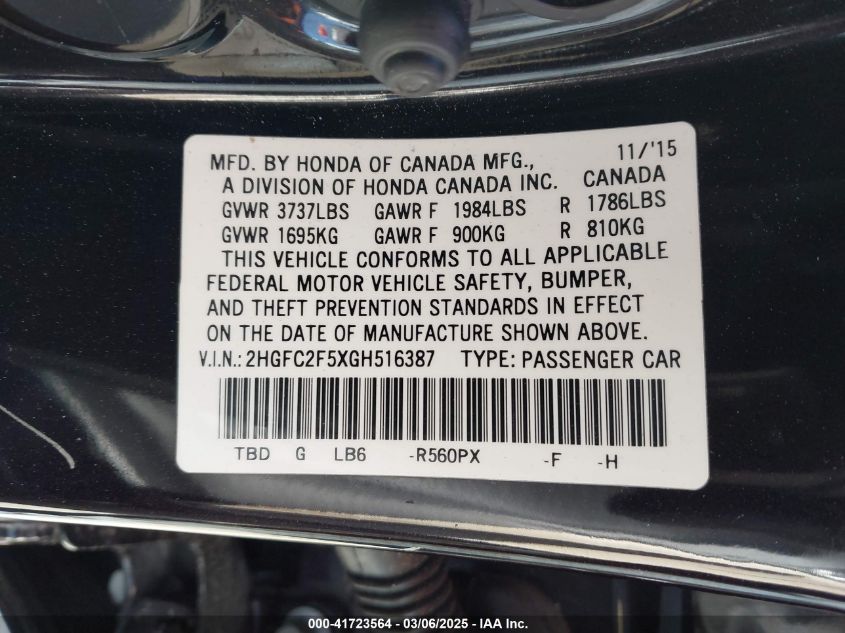 MFD. BY HONDA OF CANADA MFG., 11/'15
A DIVISION OF HONDA CANADA INC. CANADA
GVWR 3737LBS GAWR F 1984LBS R 1786LBS
GVWR 1695KG GAWR F 900KG R 810KG
THIS VEHICLE CONFORMS TO ALL APPLICABLE
FEDERAL MOTOR VEHICLE SAFETY, BUMPER,
AND THEFT PREVENTION STANDARDS IN EFFECT
ON THE DATE OF MANUFACTURE SHOWN ABOVE.
V.I.N.: 2HGFC2F5XGH516387 TYPE: PASSENGER CAR
TBD G LB6 -R560PX -F -H
000-41723564 - 03/06/2025 - IAA Inc.